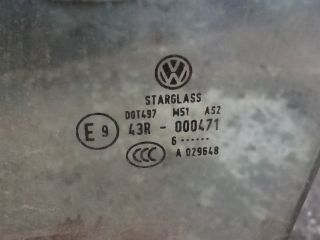 STARGLASS
DOT497 M51 AS2
E 9 43R - 000471
6 ······
CCC A 029648